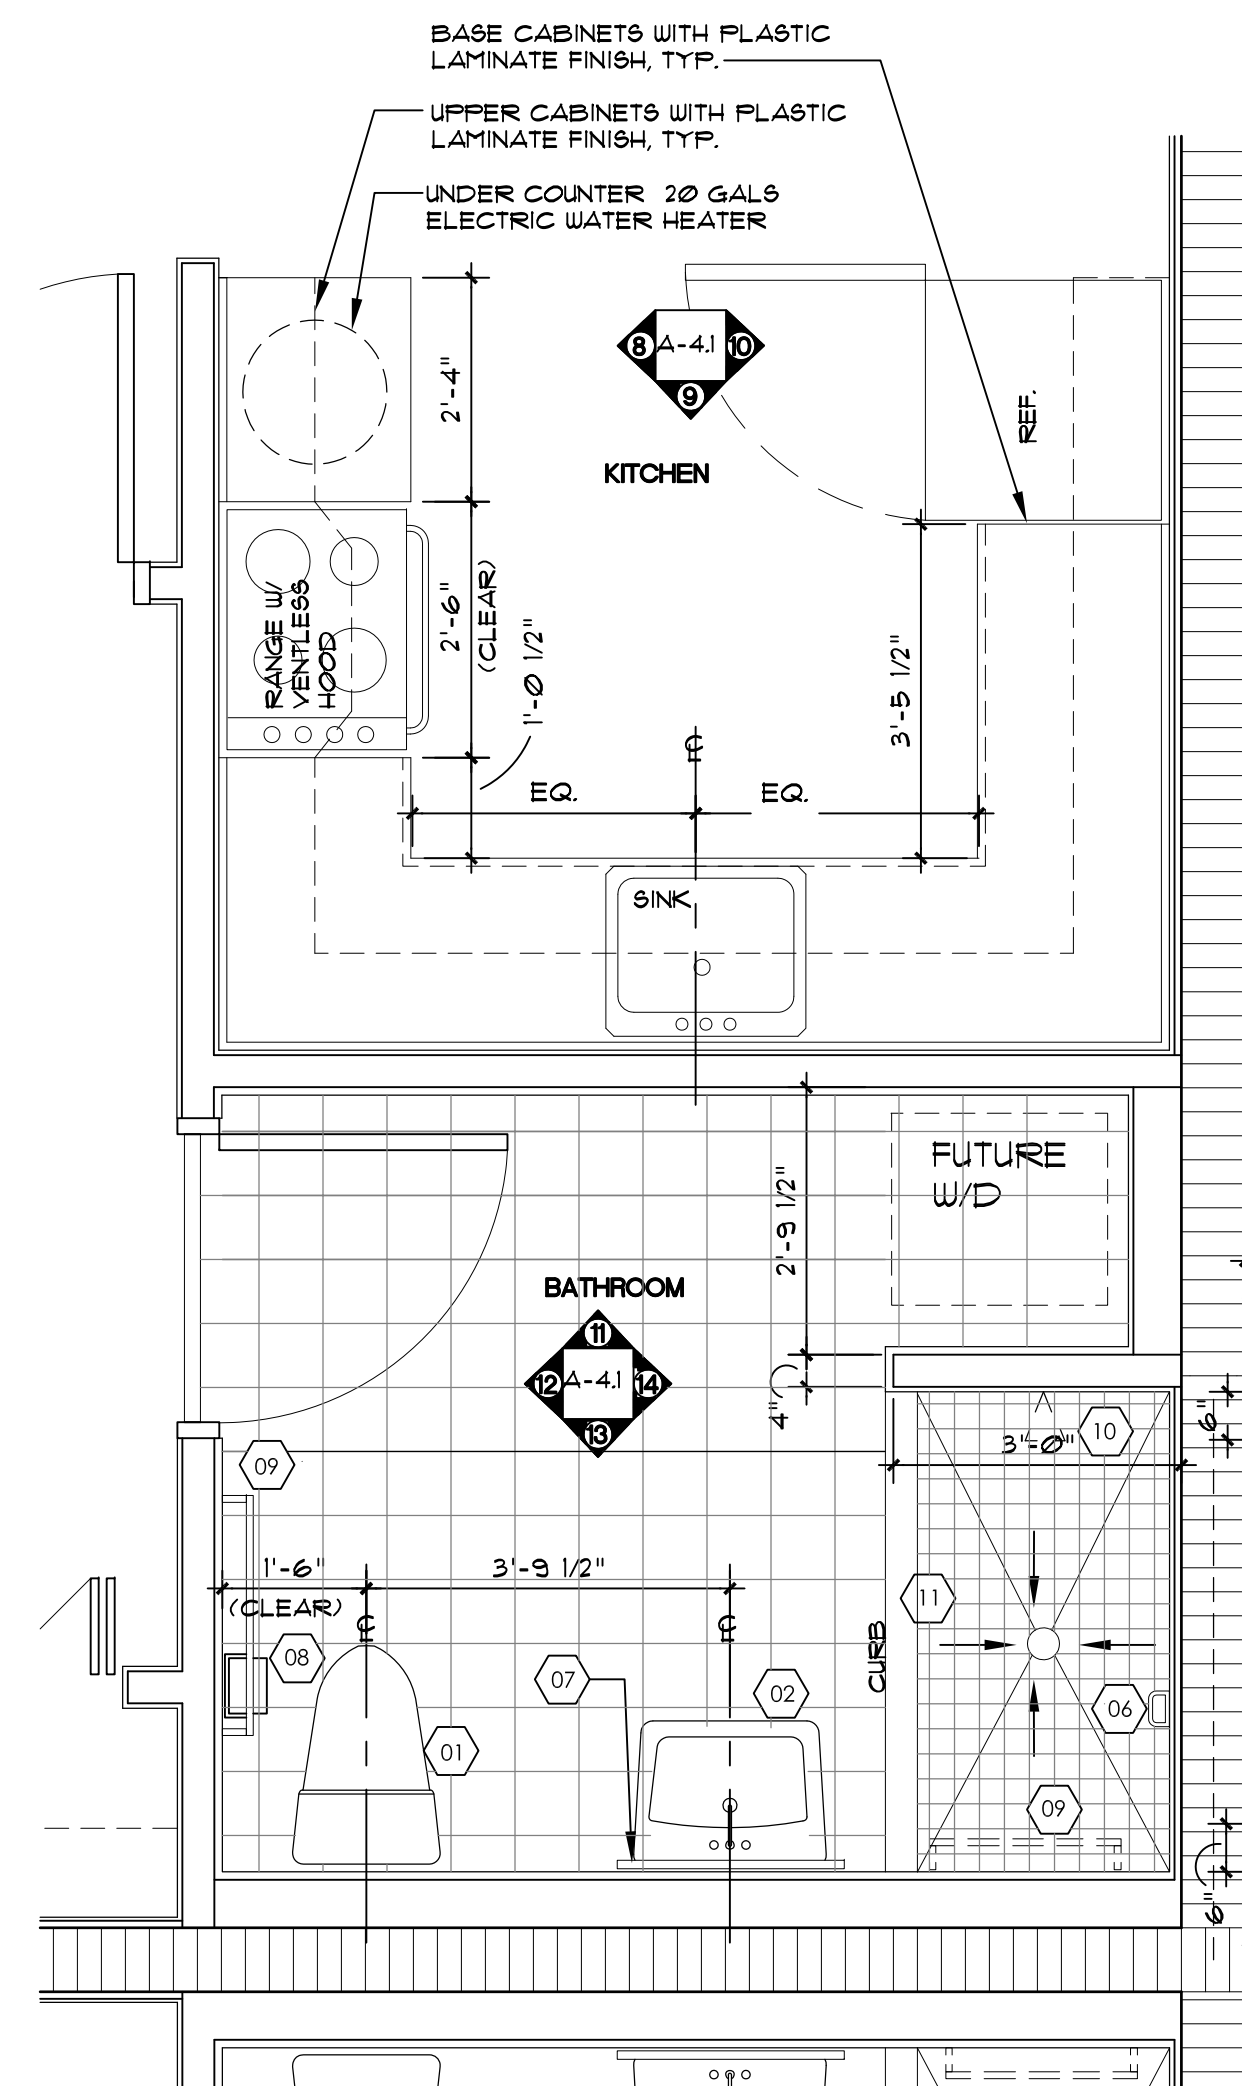 BASE CABINETS WITH PLASTIC
LAMINATE FINISH, TYP.
UPPER CABINETS WITH PLASTIC
LAMINATE FINISH, TYP.
UNDER COUNTER 20 GALS
ELECTRIC WATER HEATER
8
A-4.1
10
9
2'-4"
REF.
KITCHEN
RANGE W/
VENTLESS
HOOD
2'-6"
(CLEAR)
1'-0 1/2"
3'-5 1/2"
EQ.
EQ.
SINK
FUTURE
W/D
2'-9 1/2"
BATHROOM
11
12
A-4.1
14
13
4"
6"
10
3'-0"
09
1'-6"
(CLEAR)
3'-9 1/2"
11
CURB
08
07
02
06
01
09
6"